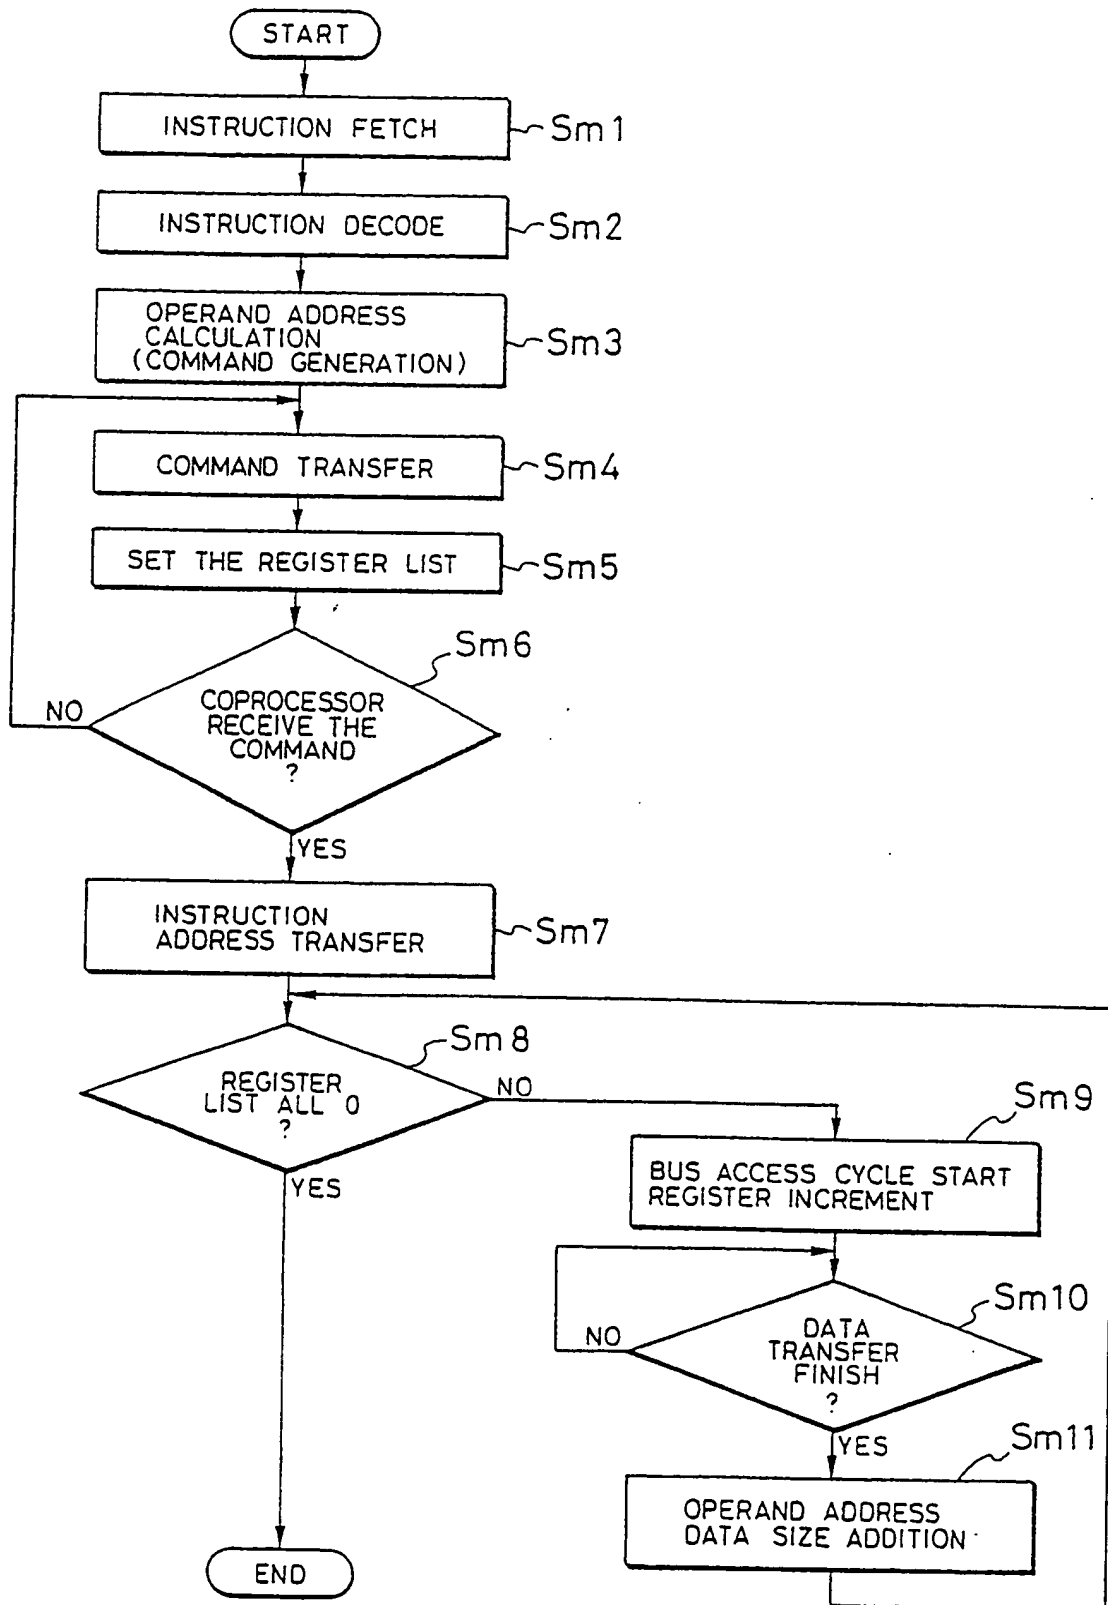 START
INSTRUCTION FETCH
Sm1
INSTRUCTION DECODE
Sm2
OPERAND ADDRESS
CALCULATION
(COMMAND GENERATION)
Sm3
COMMAND TRANSFER
Sm4
SET THE REGISTER LIST
Sm5
Sm6
COPROCESSOR
RECEIVE THE
COMMAND
?
NO
YES
INSTRUCTION
ADDRESS TRANSFER
Sm7
Sm8
REGISTER
LIST ALL 0
?
NO
YES
Sm9
BUS ACCESS CYCLE START
REGISTER INCREMENT
Sm10
DATA
TRANSFER
FINISH
?
NO
YES
Sm11
OPERAND ADDRESS
DATA SIZE ADDITION
END